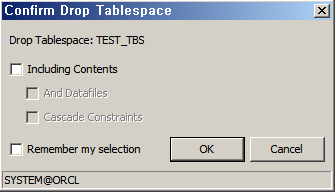 Confirm Drop Tablespace
Drop Tablespace: TEST_TBS
Including Contents
And Datafiles
Cascade Constraints
Remember my selection
OK
Cancel
SYSTEM@ORCL